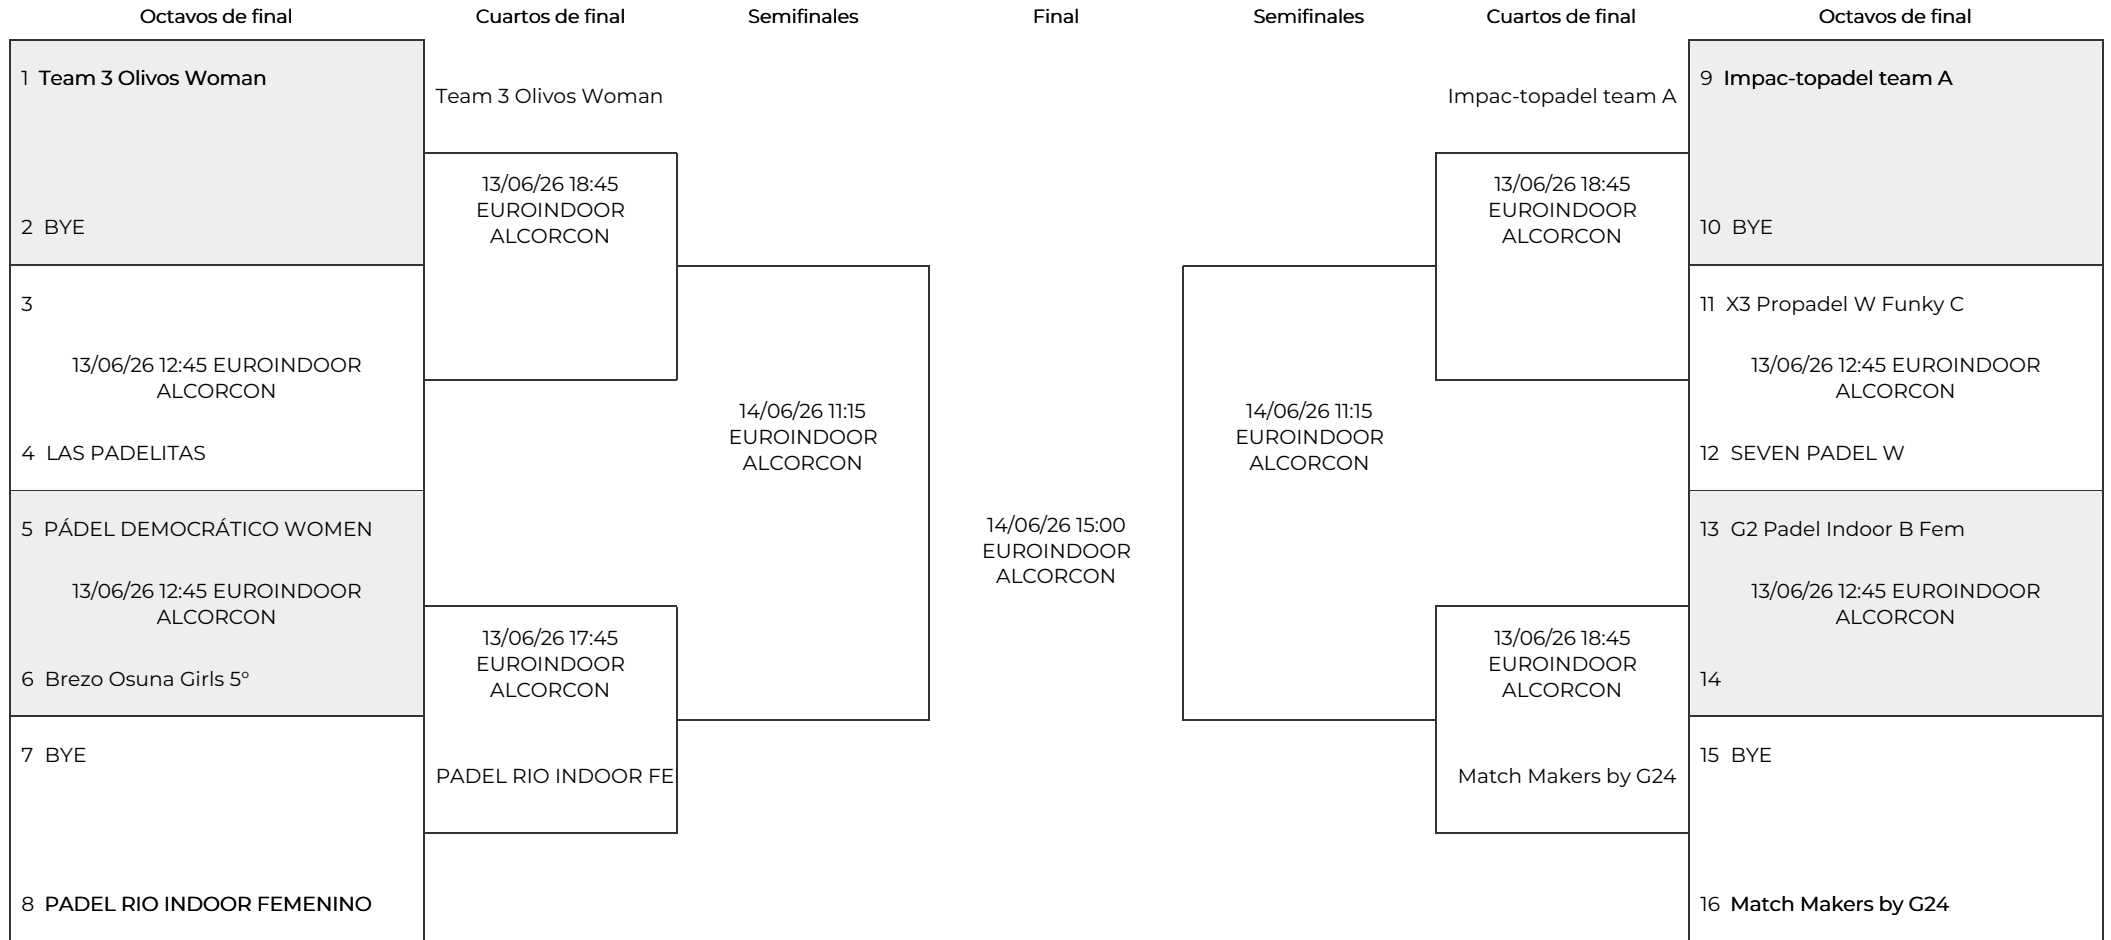 Octavos de final
Cuartos de final
Semifinales
Final
Semifinales
Cuartos de final
Octavos de final
1 Team 3 Olivos Woman
2 BYE
3
13/06/26 12:45 EUROINDOOR
ALCORCON
4 LAS PADELITAS
5 PÁDEL DEMOCRÁTICO WOMEN
13/06/26 12:45 EUROINDOOR
ALCORCON
6 Brezo Osuna Girls 5º
7 BYE
8 PADEL RIO INDOOR FEMENINO
Team 3 Olivos Woman
13/06/26 18:45
EUROINDOOR
ALCORCON
13/06/26 17:45
EUROINDOOR
ALCORCON
PADEL RIO INDOOR FE
14/06/26 11:15
EUROINDOOR
ALCORCON
14/06/26 15:00
EUROINDOOR
ALCORCON
14/06/26 11:15
EUROINDOOR
ALCORCON
Impac-topadel team A
13/06/26 18:45
EUROINDOOR
ALCORCON
13/06/26 18:45
EUROINDOOR
ALCORCON
Match Makers by G24
9 Impac-topadel team A
10 BYE
11 X3 Propadel W Funky C
13/06/26 12:45 EUROINDOOR
ALCORCON
12 SEVEN PADEL W
13 G2 Padel Indoor B Fem
13/06/26 12:45 EUROINDOOR
ALCORCON
14
15 BYE
16 Match Makers by G24